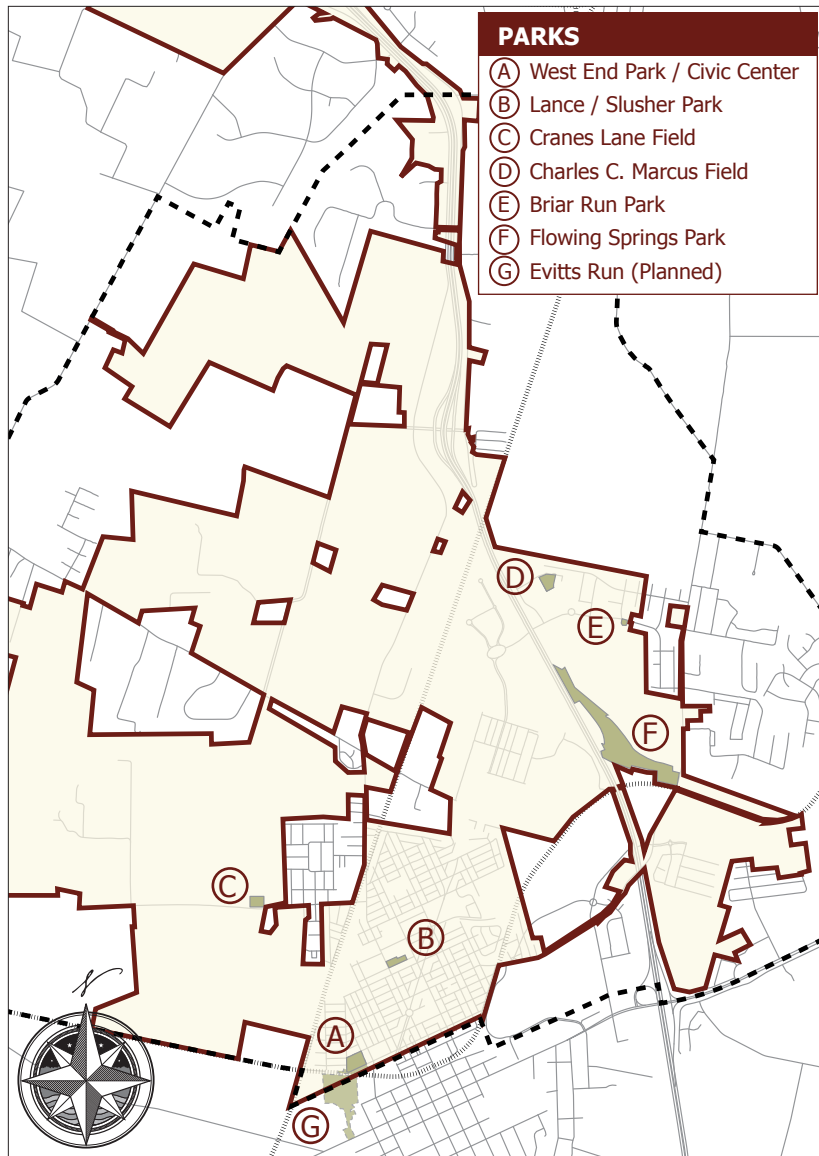 PARKS
A West End Park / Civic Center
B Lance / Slusher Park
C Cranes Lane Field
D Charles C. Marcus Field
E Briar Run Park
F Flowing Springs Park
G Evitts Run (Planned)
D
E
F
C
B
A
G
N